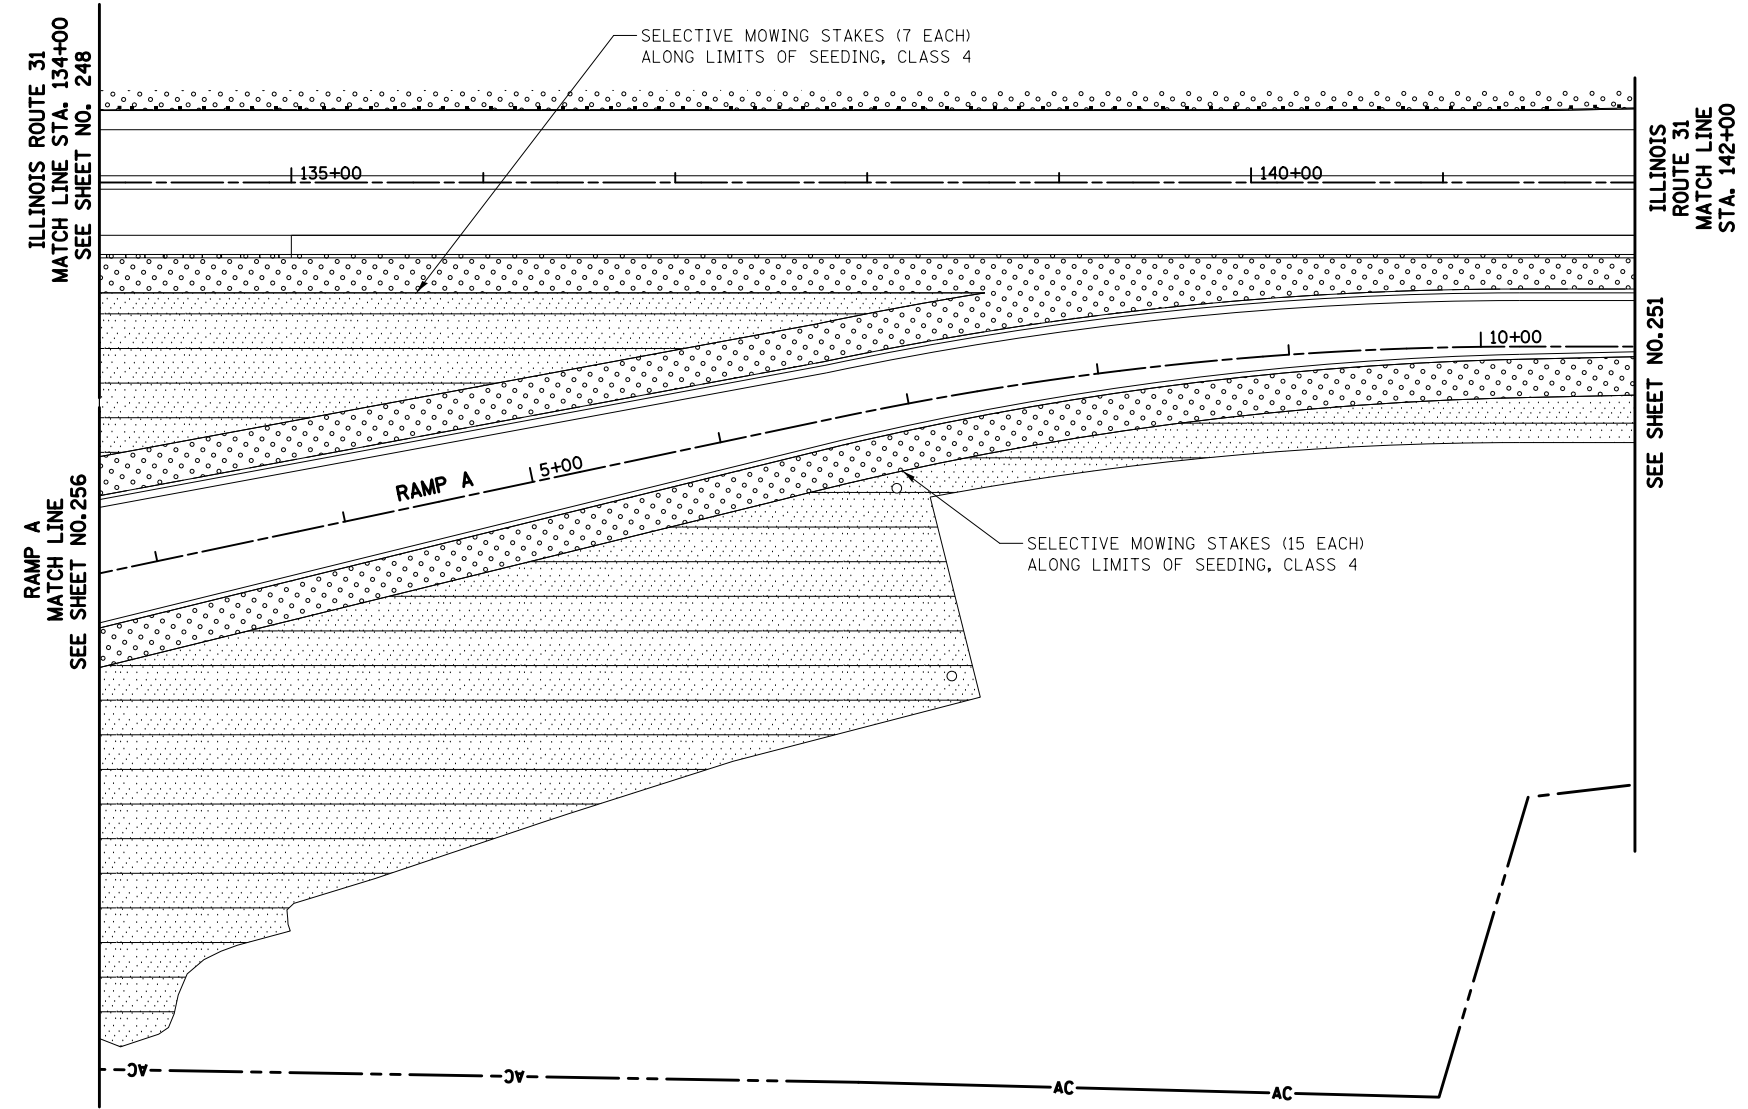 SELECTIVE MOWING STAKES (7 EACH)
ALONG LIMITS OF SEEDING, CLASS 4
ILLINOIS ROUTE 31
MATCH LINE STA. 134+00
SEE SHEET NO. 248
135+00
140+00
ILLINOIS
ROUTE 31
MATCH LINE
STA. 142+00
SEE SHEET NO.251
10+00
5+00
RAMP A
RAMP A
MATCH LINE
SEE SHEET NO.256
SELECTIVE MOWING STAKES (15 EACH)
ALONG LIMITS OF SEEDING, CLASS 4
AC
AC
AC
AC